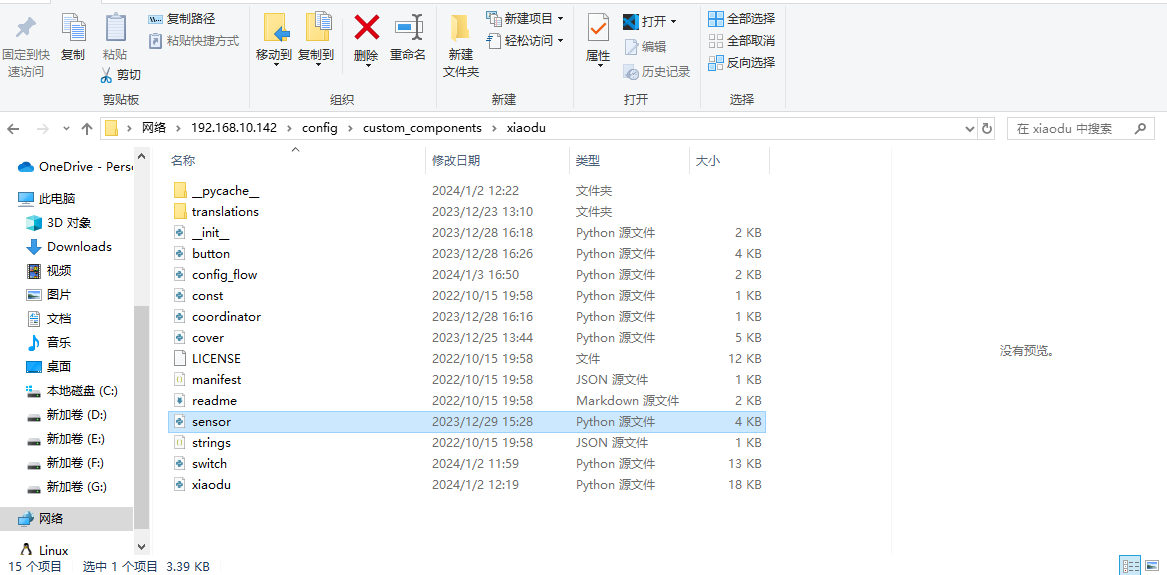 固定到快
速访问
复制
粘贴
复制路径
粘贴快捷方式
剪切
剪贴板
移动到
复制到
删除
重命名
组织
新建
文件夹
新建项目
轻松访问
新建
属性
打开
编辑
历史记录
打开
全部选择
全部取消
反向选择
选择
网络 › 192.168.10.142 › config › custom_components › xiaodu
在 xiaodu 中搜索
OneDrive - Pers
此电脑
3D 对象
Downloads
视频
图片
文档
音乐
桌面
本地磁盘 (C:)
新加卷 (D:)
新加卷 (E:)
新加卷 (F:)
新加卷 (G:)
网络
Linux
名称 修改日期 类型 大小
__pycache__ 2024/1/2 12:22 文件夹
translations 2023/12/23 13:10 文件夹
__init__ 2023/12/28 16:18 Python 源文件 2 KB
button 2023/12/28 16:26 Python 源文件 4 KB
config_flow 2024/1/3 16:50 Python 源文件 2 KB
const 2022/10/15 19:58 Python 源文件 1 KB
coordinator 2023/12/28 16:16 Python 源文件 1 KB
cover 2023/12/25 13:44 Python 源文件 5 KB
LICENSE 2022/10/15 19:58 文件 12 KB
manifest 2022/10/15 19:58 JSON 源文件 1 KB
readme 2022/10/15 19:58 Markdown 源文件 2 KB
sensor 2023/12/29 15:28 Python 源文件 4 KB
strings 2022/10/15 19:58 JSON 源文件 1 KB
switch 2024/1/2 11:59 Python 源文件 13 KB
xiaodu 2024/1/2 12:19 Python 源文件 18 KB
没有预览。
15 个项目 选中 1 个项目 3.39 KB